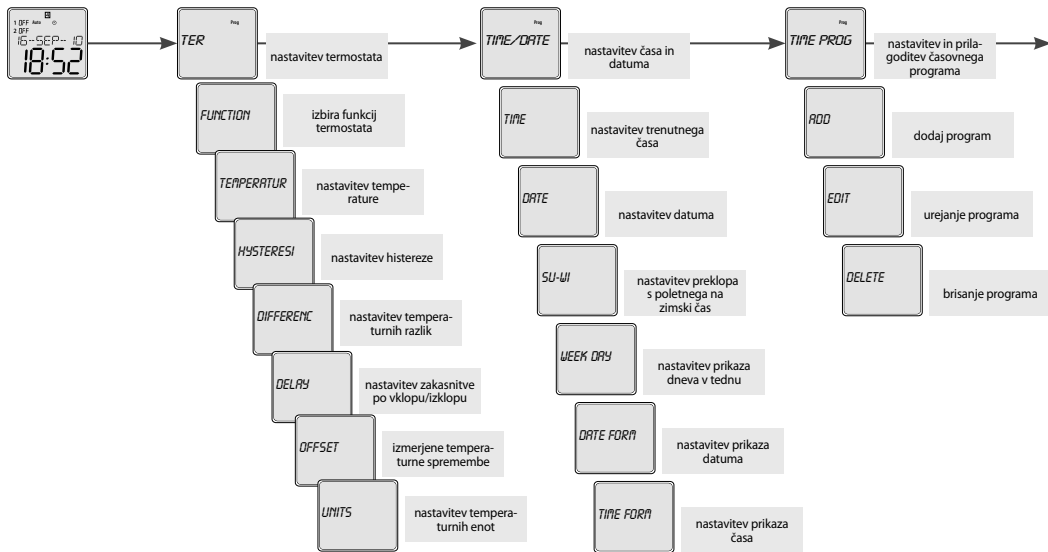 1 OFF Auto
2 OFF
16-SEP-10
18:52
Prog
TER
nastavitev termostata
FUNCTION
izbira funkcij
termostata
TEMPERATUR
nastavitev tempe-
rature
HYSTERESI
nastavitev histereze
DIFFERENC
nastavitev tempera-
turnih razlik
DELAY
nastavitev zakasnitve
po vklopu/izklopu
OFFSET
izmerjene tempera-
turne spremembe
UNITS
nastavitev tempera-
turnih enot
Prog
TIME/DATE
nastavitev časa in
datuma
TIME
nastavitev trenutnega
časa
DATE
nastavitev datuma
SU-WI
nastavitev preklopa
s poletnega na
zimski čas
WEEK DAY
nastavitev prikaza
dneva v tednu
DATE FORM
nastavitev prikaza
datuma
TIME FORM
nastavitev prikaza
časa
Prog
TIME PROG
nastavitev in prila-
goditev časovnega
programa
ADD
dodaj program
EDIT
urejanje programa
DELETE
brisanje programa